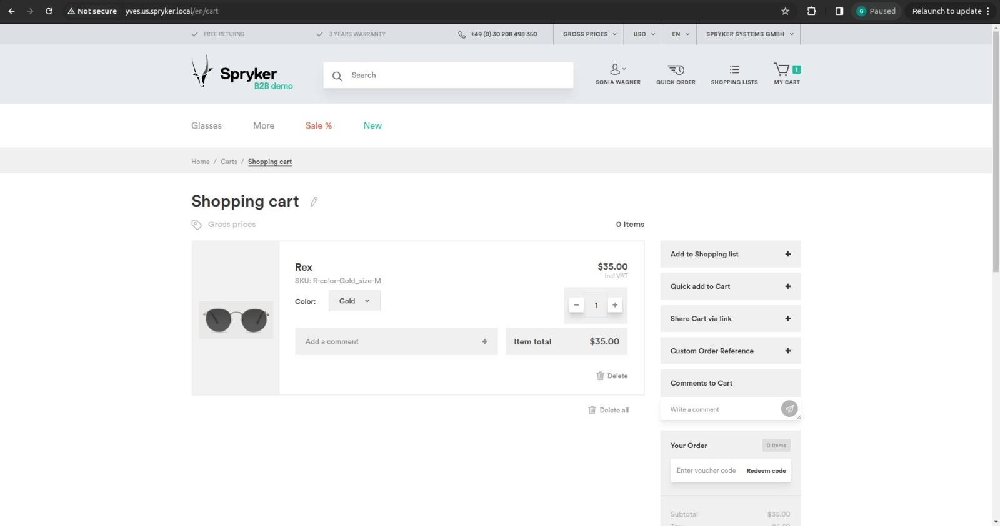 Not secure yves.us.spryker.local/en/cart G Paused Relaunch to update
FREE RETURNS 3 YEARS WARRANTY +49 (0) 30 208 498 350 GROSS PRICES USD EN SPRYKER SYSTEMS GMBH
Spryker
B2B demo
Search
SONIA WAGNER QUICK ORDER SHOPPING LISTS MY CART
1
Glasses More Sale % New
Home / Carts / Shopping cart
Shopping cart
Gross prices 0 Items
Rex $35.00
incl VAT
SKU: R-color-Gold_size-M
Color: Gold
− 1 +
Add a comment + Item total $35.00
Delete
Delete all
Add to Shopping list +
Quick add to Cart +
Share Cart via link +
Custom Order Reference +
Comments to Cart
Write a comment
Your Order 0 Items
Enter voucher code Redeem code
Subtotal $35.00